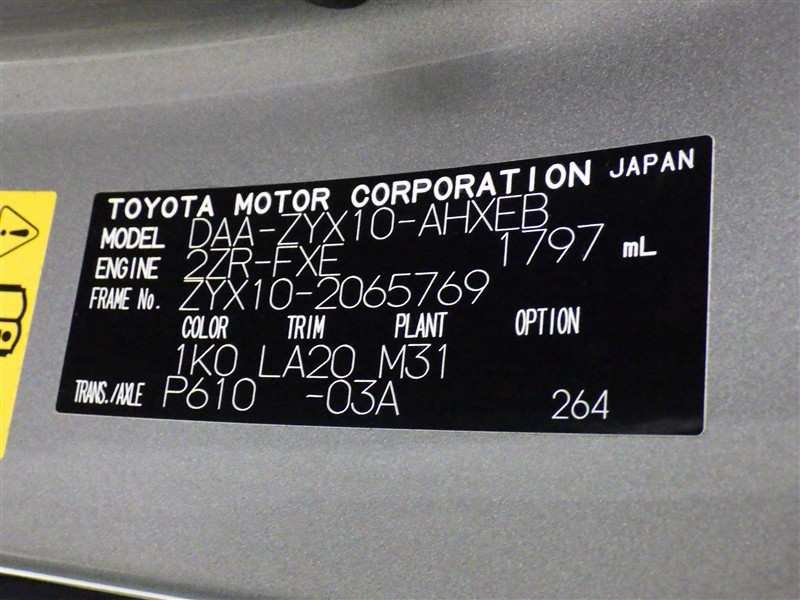 TOYOTA MOTOR CORPORATION JAPAN
MODEL DAA-ZYX10-AHXEB
ENGINE 2ZR-FXE 1797 mL
FRAME No. ZYX10-2065769
COLOR TRIM PLANT OPTION
1K0 LA20 M31
TRANS./AXLE P610 -03A 264